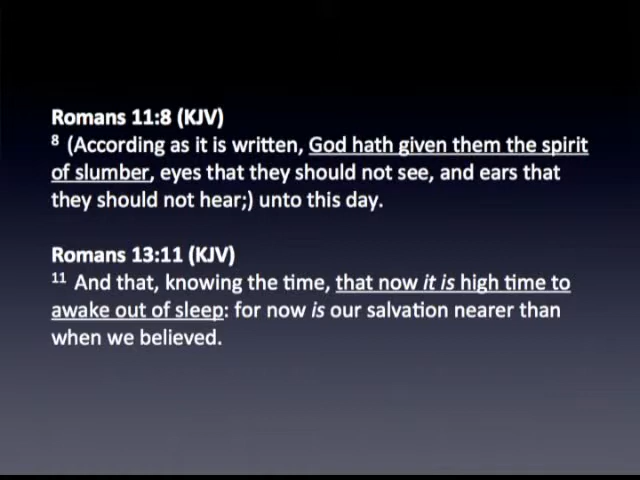 Romans 11:8 (KJV)
8 (According as it is written, God hath given them the spirit
of slumber, eyes that they should not see, and ears that
they should not hear;) unto this day.
Romans 13:11 (KJV)
11 And that, knowing the time, that now it is high time to
awake out of sleep: for now is our salvation nearer than
when we believed.